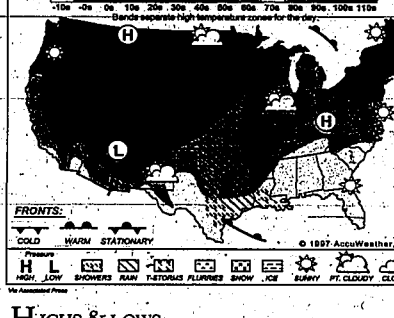 -10s -0s 0s 10s 20s 30s 40s 50s 60s 70s 80s 90s 100s 110s
Bands separate high temperature zones for the day.
H
H
L
FRONTS:
COLD WARM STATIONARY
© 1997 AccuWeather,
Pressure
H L
HIGH LOW SHOWERS RAIN T-STORMS FLURRIES SNOW ICE SUNNY PT. CLOUDY CLO
Via Associated Press
HIGHS & LOWS